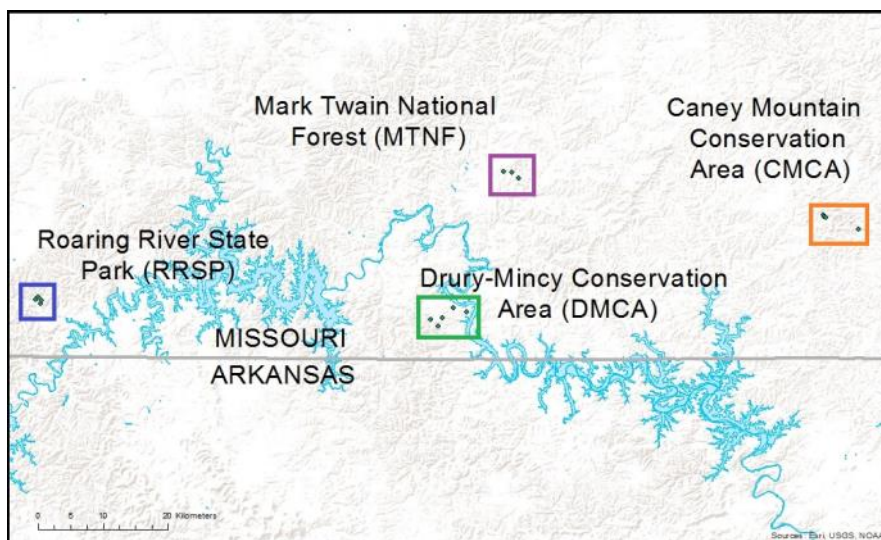 Mark Twain National
Forest (MTNF)
Caney Mountain
Conservation
Area (CMCA)
Roaring River State
Park (RRSP)
Drury-Mincy Conservation
Area (DMCA)
MISSOURI
ARKANSAS
0 5 10 20 Kilometers
Sources: Esri, USGS, NOAA